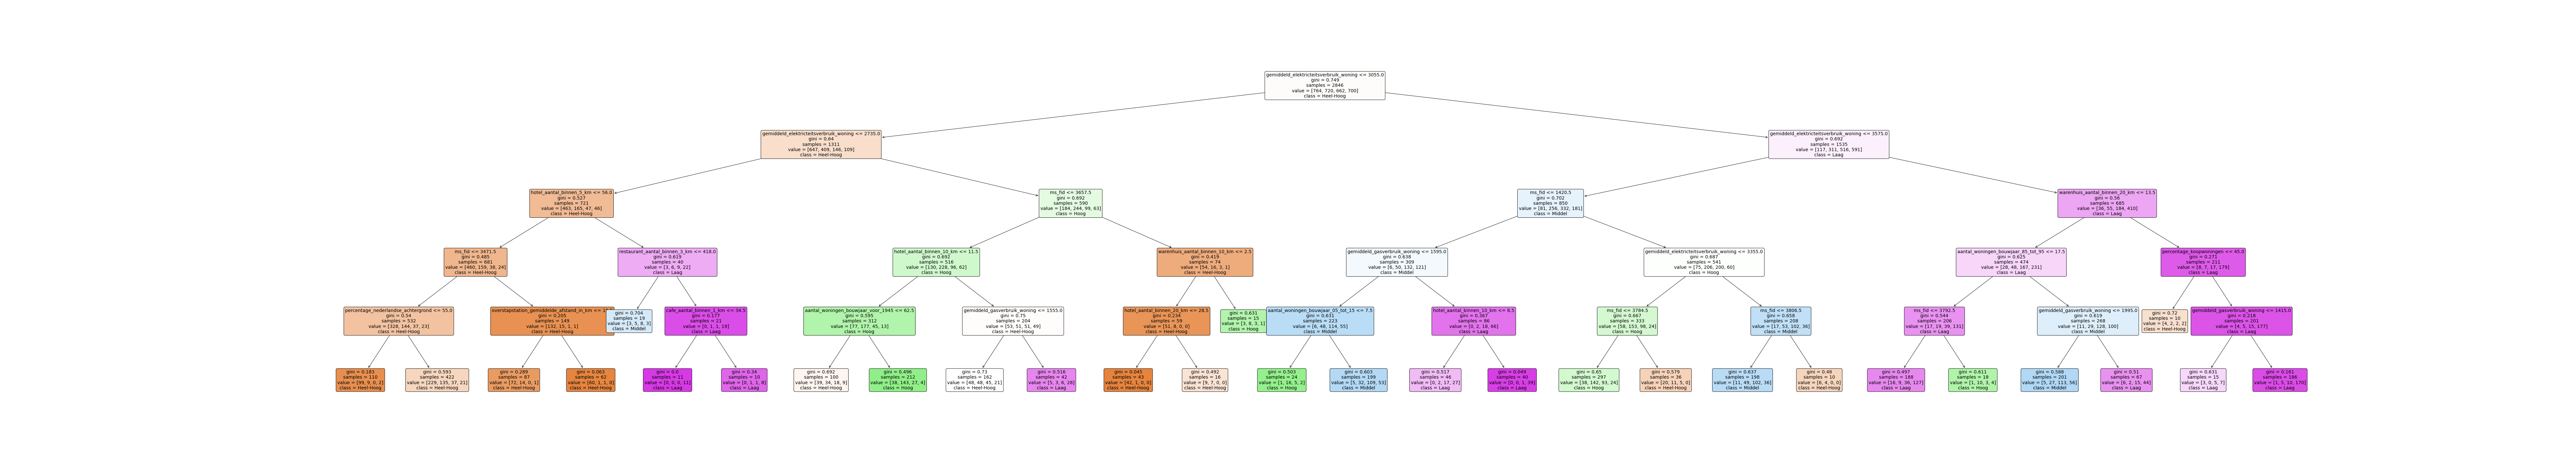 gemiddeld_elektriciteitsverbruik_woning <= 3055.0
gini = 0.749
samples = 2846
value = [764, 720, 662, 700]
class = Heel-Hoog
gemiddeld_elektriciteitsverbruik_woning <= 2735.0
gini = 0.64
samples = 1311
value = [647, 409, 146, 109]
class = Heel-Hoog
gemiddeld_elektriciteitsverbruik_woning <= 3575.0
gini = 0.692
samples = 1535
value = [117, 311, 516, 591]
class = Laag
hotel_aantal_binnen_5_km <= 56.0
gini = 0.527
samples = 721
value = [463, 165, 47, 46]
class = Heel-Hoog
ms_fid <= 3657.5
gini = 0.692
samples = 590
value = [184, 244, 99, 63]
class = Hoog
ms_fid <= 1420.5
gini = 0.702
samples = 850
value = [81, 256, 332, 181]
class = Middel
warenhuis_aantal_binnen_20_km <= 13.5
gini = 0.56
samples = 685
value = [36, 55, 184, 410]
class = Laag
ms_fid <= 3471.5
gini = 0.485
samples = 681
value = [460, 159, 38, 24]
class = Heel-Hoog
restaurant_aantal_binnen_3_km <= 418.0
gini = 0.619
samples = 40
value = [3, 6, 9, 22]
class = Laag
hotel_aantal_binnen_10_km <= 11.5
gini = 0.692
samples = 516
value = [130, 228, 96, 62]
class = Hoog
warenhuis_aantal_binnen_10_km <= 2.5
gini = 0.419
samples = 74
value = [54, 16, 3, 1]
class = Heel-Hoog
gemiddeld_gasverbruik_woning <= 1595.0
gini = 0.638
samples = 309
value = [6, 50, 132, 121]
class = Middel
gemiddeld_elektriciteitsverbruik_woning <= 3355.0
gini = 0.687
samples = 541
value = [75, 206, 200, 60]
class = Hoog
aantal_woningen_bouwjaar_85_tot_95 <= 17.5
gini = 0.625
samples = 474
value = [28, 48, 167, 231]
class = Laag
percentage_koopwoningen <= 45.0
gini = 0.271
samples = 211
value = [8, 7, 17, 179]
class = Laag
percentage_nederlandse_achtergrond <= 55.0
gini = 0.54
samples = 532
value = [328, 144, 37, 23]
class = Heel-Hoog
overstapstation_gemiddelde_afstand_in_km <=
gini = 0.205
samples = 149
value = [132, 15, 1, 1]
class = Heel-Hoog
gini = 0.704
samples = 19
value = [3, 5, 8, 3]
class = Middel
cafe_aantal_binnen_1_km <= 34.5
gini = 0.177
samples = 21
value = [0, 1, 1, 19]
class = Laag
aantal_woningen_bouwjaar_voor_1945 <= 62.5
gini = 0.595
samples = 312
value = [77, 177, 45, 13]
class = Hoog
gemiddeld_gasverbruik_woning <= 1555.0
gini = 0.75
samples = 204
value = [53, 51, 51, 49]
class = Heel-Hoog
hotel_aantal_binnen_20_km <= 28.5
gini = 0.234
samples = 59
value = [51, 8, 0, 0]
class = Heel-Hoog
gini = 0.631
samples = 15
value = [3, 8, 3, 1]
class = Hoog
aantal_woningen_bouwjaar_05_tot_15 <= 7.5
gini = 0.631
samples = 223
value = [6, 48, 114, 55]
class = Middel
hotel_aantal_binnen_10_km <= 8.5
gini = 0.367
samples = 86
value = [0, 2, 18, 66]
class = Laag
ms_fid <= 3784.5
gini = 0.667
samples = 333
value = [58, 153, 98, 24]
class = Hoog
ms_fid <= 3806.5
gini = 0.658
samples = 208
value = [17, 53, 102, 36]
class = Middel
ms_fid <= 3792.5
gini = 0.544
samples = 206
value = [17, 19, 39, 131]
class = Laag
gemiddeld_gasverbruik_woning <= 1995.0
gini = 0.619
samples = 268
value = [11, 29, 128, 100]
class = Middel
gini = 0.72
samples = 10
value = [4, 2, 2, 2]
class = Heel-Hoog
gemiddeld_gasverbruik_woning <= 1415.0
gini = 0.218
samples = 201
value = [4, 5, 15, 177]
class = Laag
gini = 0.183
samples = 110
value = [99, 9, 0, 2]
class = Heel-Hoog
gini = 0.593
samples = 422
value = [229, 135, 37, 21]
class = Heel-Hoog
gini = 0.289
samples = 87
value = [72, 14, 0, 1]
class = Heel-Hoog
gini = 0.063
samples = 62
value = [60, 1, 1, 0]
class = Heel-Hoog
gini = 0.0
samples = 11
value = [0, 0, 0, 11]
class = Laag
gini = 0.34
samples = 10
value = [0, 1, 1, 8]
class = Laag
gini = 0.692
samples = 100
value = [39, 34, 18, 9]
class = Heel-Hoog
gini = 0.496
samples = 212
value = [38, 143, 27, 4]
class = Hoog
gini = 0.73
samples = 162
value = [48, 48, 45, 21]
class = Heel-Hoog
gini = 0.516
samples = 42
value = [5, 3, 6, 28]
class = Laag
gini = 0.045
samples = 43
value = [42, 1, 0, 0]
class = Heel-Hoog
gini = 0.492
samples = 16
value = [9, 7, 0, 0]
class = Heel-Hoog
gini = 0.503
samples = 24
value = [1, 16, 5, 2]
class = Hoog
gini = 0.603
samples = 199
value = [5, 32, 109, 53]
class = Middel
gini = 0.517
samples = 46
value = [0, 2, 17, 27]
class = Laag
gini = 0.049
samples = 40
value = [0, 0, 1, 39]
class = Laag
gini = 0.65
samples = 297
value = [38, 142, 93, 24]
class = Hoog
gini = 0.579
samples = 36
value = [20, 11, 5, 0]
class = Heel-Hoog
gini = 0.637
samples = 198
value = [11, 49, 102, 36]
class = Middel
gini = 0.48
samples = 10
value = [6, 4, 0, 0]
class = Heel-Hoog
gini = 0.497
samples = 188
value = [16, 9, 36, 127]
class = Laag
gini = 0.611
samples = 18
value = [1, 10, 3, 4]
class = Hoog
gini = 0.588
samples = 201
value = [5, 27, 113, 56]
class = Middel
gini = 0.51
samples = 67
value = [6, 2, 15, 44]
class = Laag
gini = 0.631
samples = 15
value = [3, 0, 5, 7]
class = Laag
gini = 0.161
samples = 186
value = [1, 5, 10, 170]
class = Laag